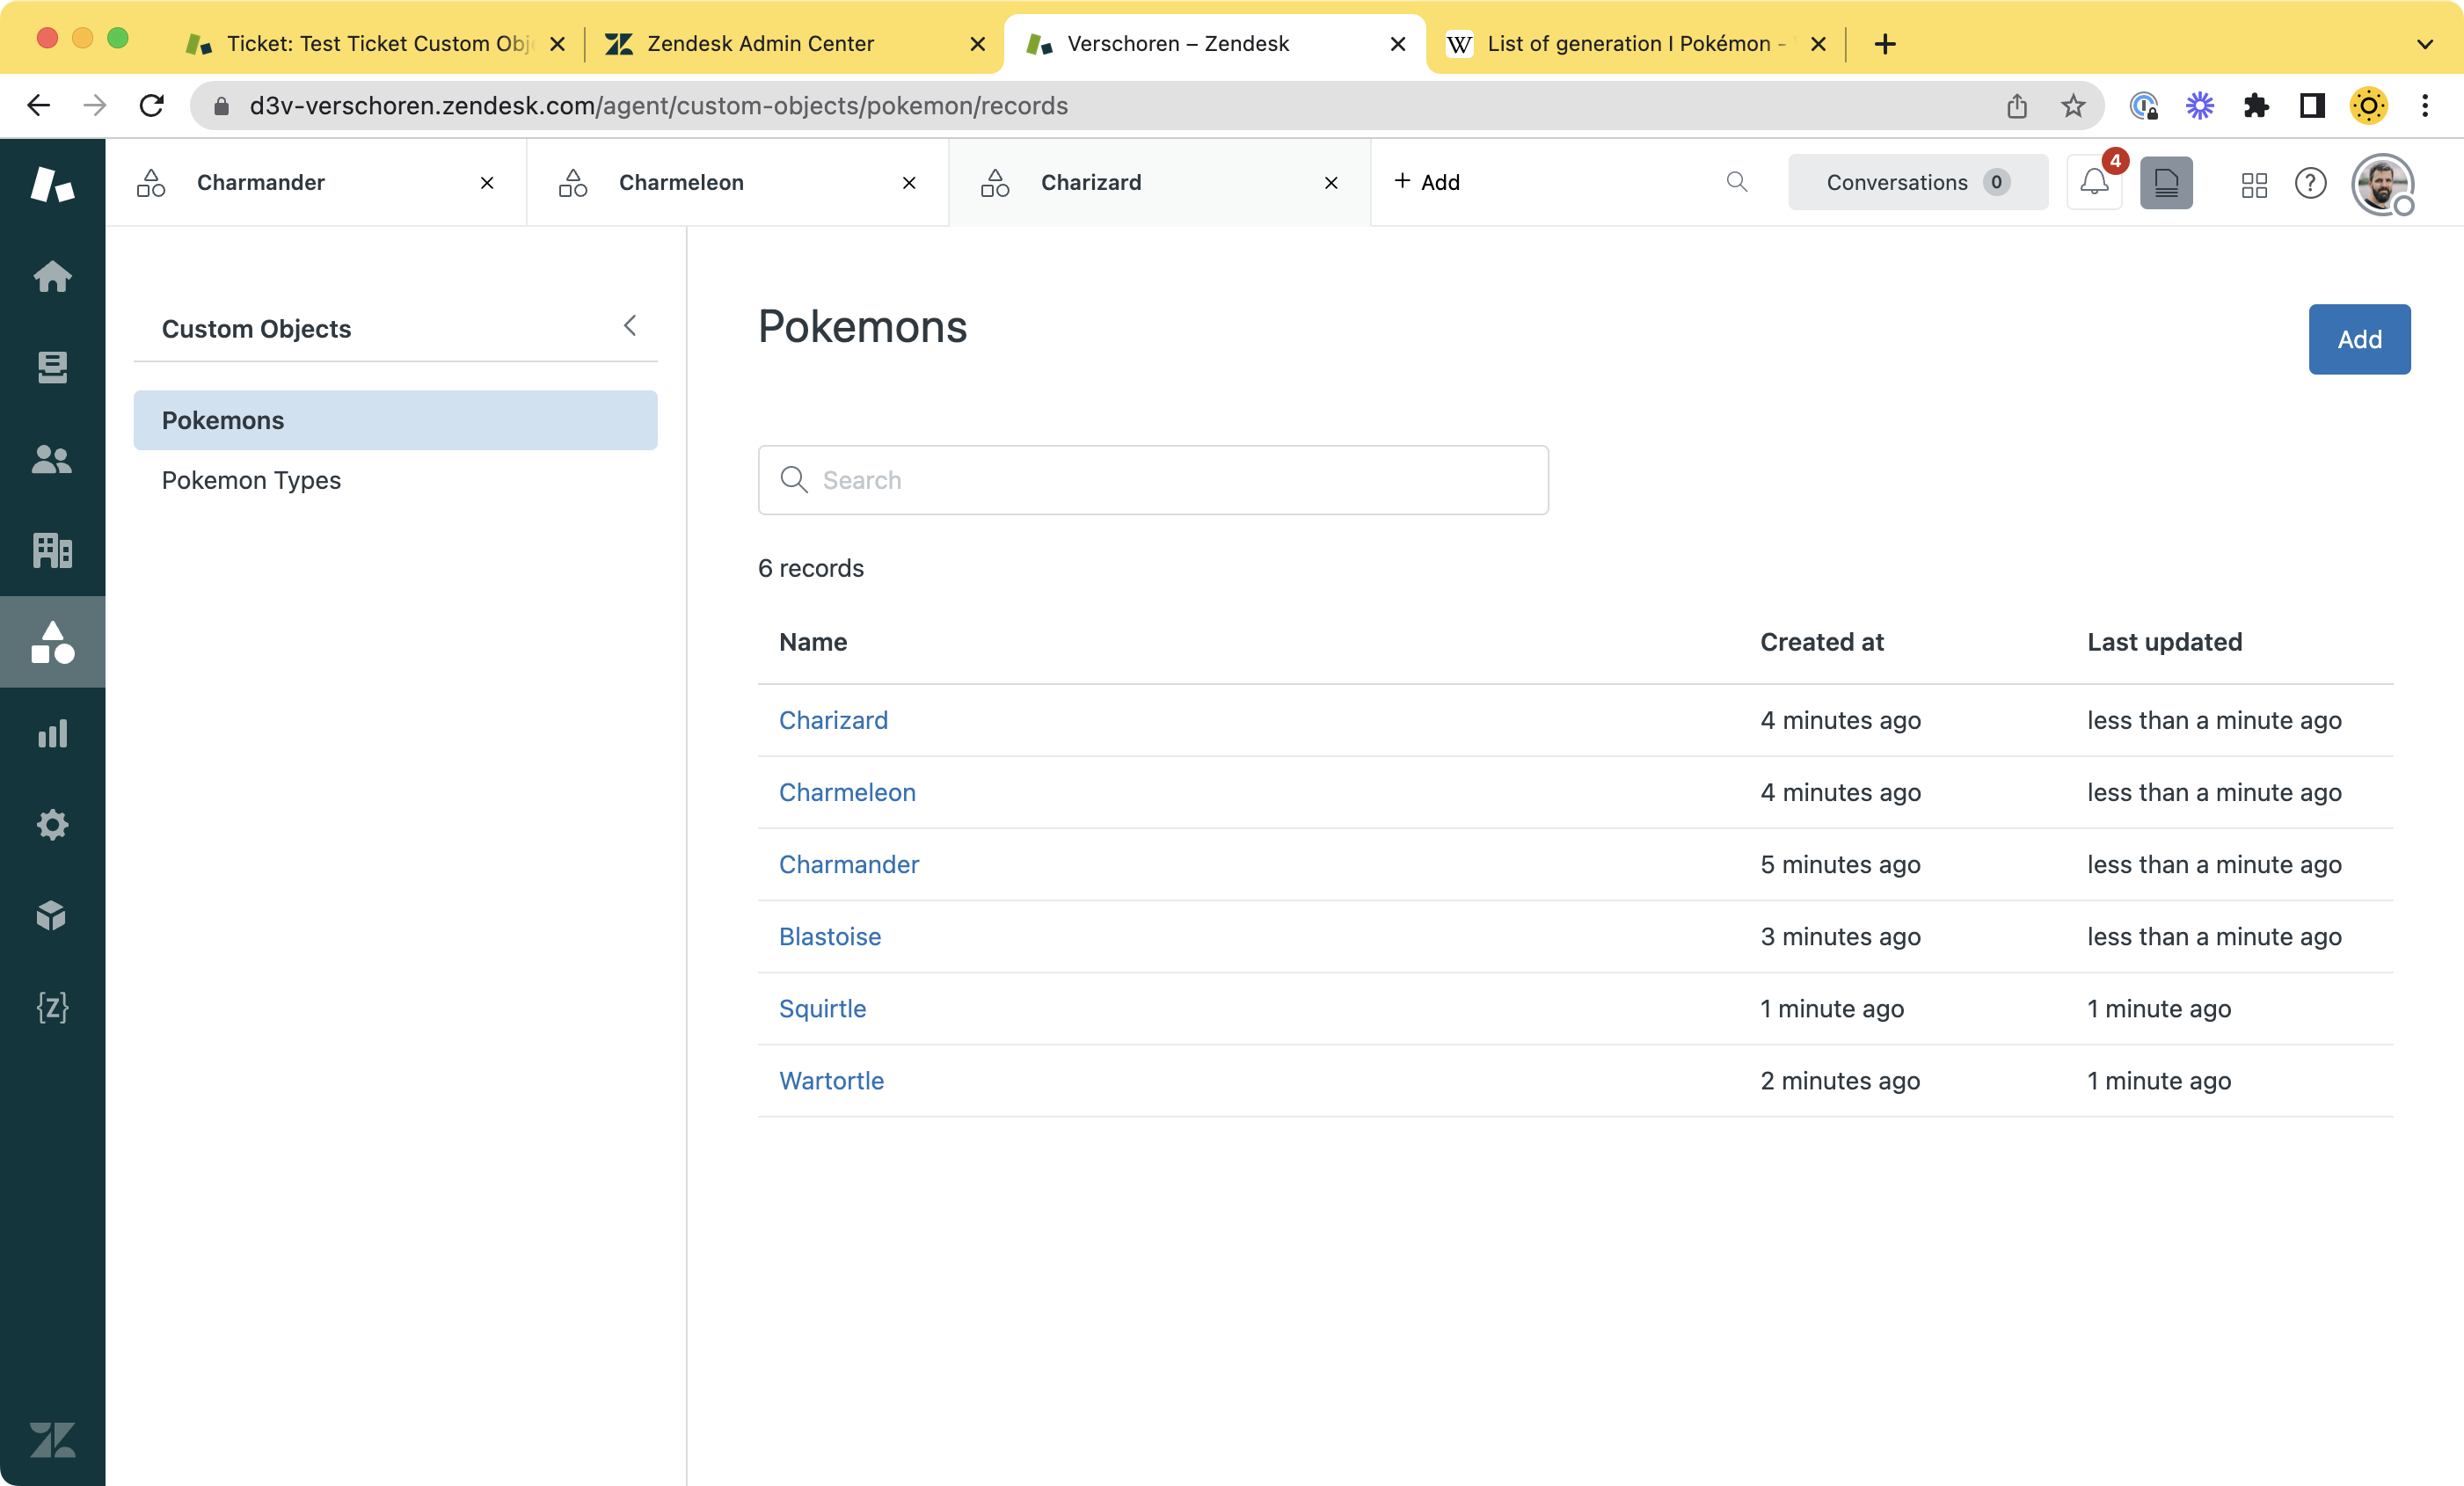 Ticket: Test Ticket Custom Obj
Zendesk Admin Center
Verschoren – Zendesk
W List of generation I Pokémon -
d3v-verschoren.zendesk.com/agent/custom-objects/pokemon/records
Charmander
Charmeleon
Charizard
+ Add
Conversations 0
4
?
Custom Objects
Pokemons
Pokemon Types
Pokemons
Add
Search
6 records
Name Created at Last updated
Charizard 4 minutes ago less than a minute ago
Charmeleon 4 minutes ago less than a minute ago
Charmander 5 minutes ago less than a minute ago
Blastoise 3 minutes ago less than a minute ago
Squirtle 1 minute ago 1 minute ago
Wartortle 2 minutes ago 1 minute ago
{Z}